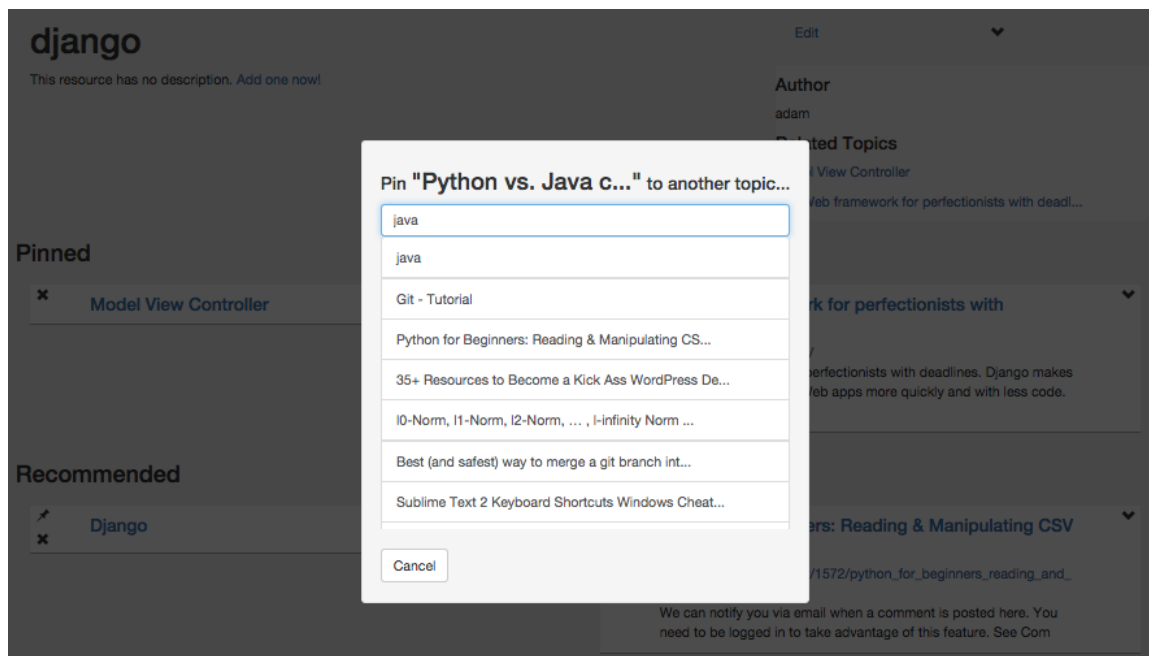 django
This resource has no description. Add one now!
Edit
Author
adam
Related Topics
View Controller
Web framework for perfectionists with deadl...
Pinned
Model View Controller
for perfectionists with
perfectionists with deadlines. Django makes
Web apps more quickly and with less code.
Pin "Python vs. Java c..." to another topic...
java
java
Git - Tutorial
Python for Beginners: Reading & Manipulating CS...
35+ Resources to Become a Kick Ass WordPress De...
l0-Norm, l1-Norm, l2-Norm, … , l-infinity Norm ...
Best (and safest) way to merge a git branch int...
Sublime Text 2 Keyboard Shortcuts Windows Cheat...
Cancel
Recommended
Django
ers: Reading & Manipulating CSV
/1572/python_for_beginners_reading_and_
We can notify you via email when a comment is posted here. You
need to be logged in to take advantage of this feature. See Com